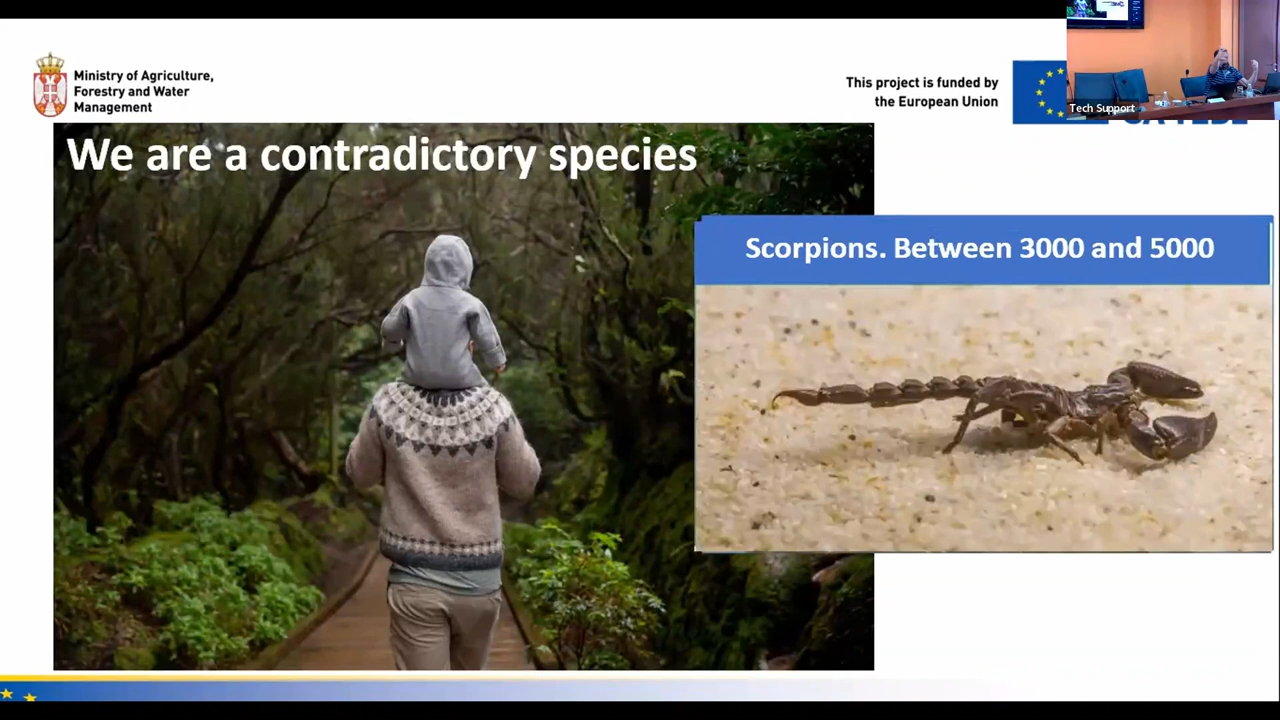 Ministry of Agriculture,
Forestry and Water
Management
This project is funded by
the European Union
Tech Support
We are a contradictory species
Scorpions. Between 3000 and 5000